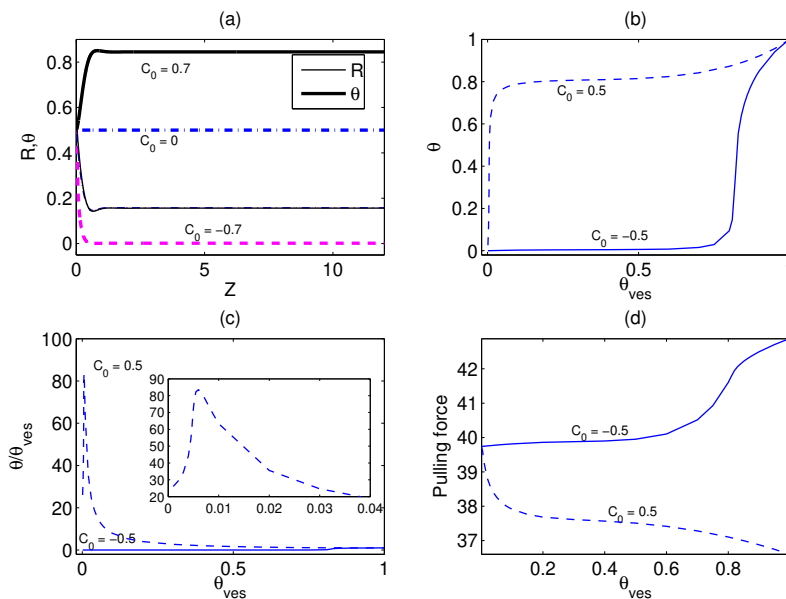 (a)
0.8
0.6
0.4
0.2
0
R,θ
C0 = 0.7
R
θ
C0 = 0
C0 = −0.7
0
5
10
Z
(b)
1
0.8
0.6
0.4
0.2
0
θ
C0 0.5
C0 = −0.5
0
0.5
θves
(c)
100
80
60
40
20
0
θ/θves
C0 = 0.5
90
80
70
60
50
40
30
20
0
0.01
0.02
0.03
0.04
C0 =−0.5
0
0.5
1
θves
(d)
42
41
40
39
38
37
Pulling force
C0 = −0.5
C0 0.5
0.2
0.4
0.6
0.8
θves